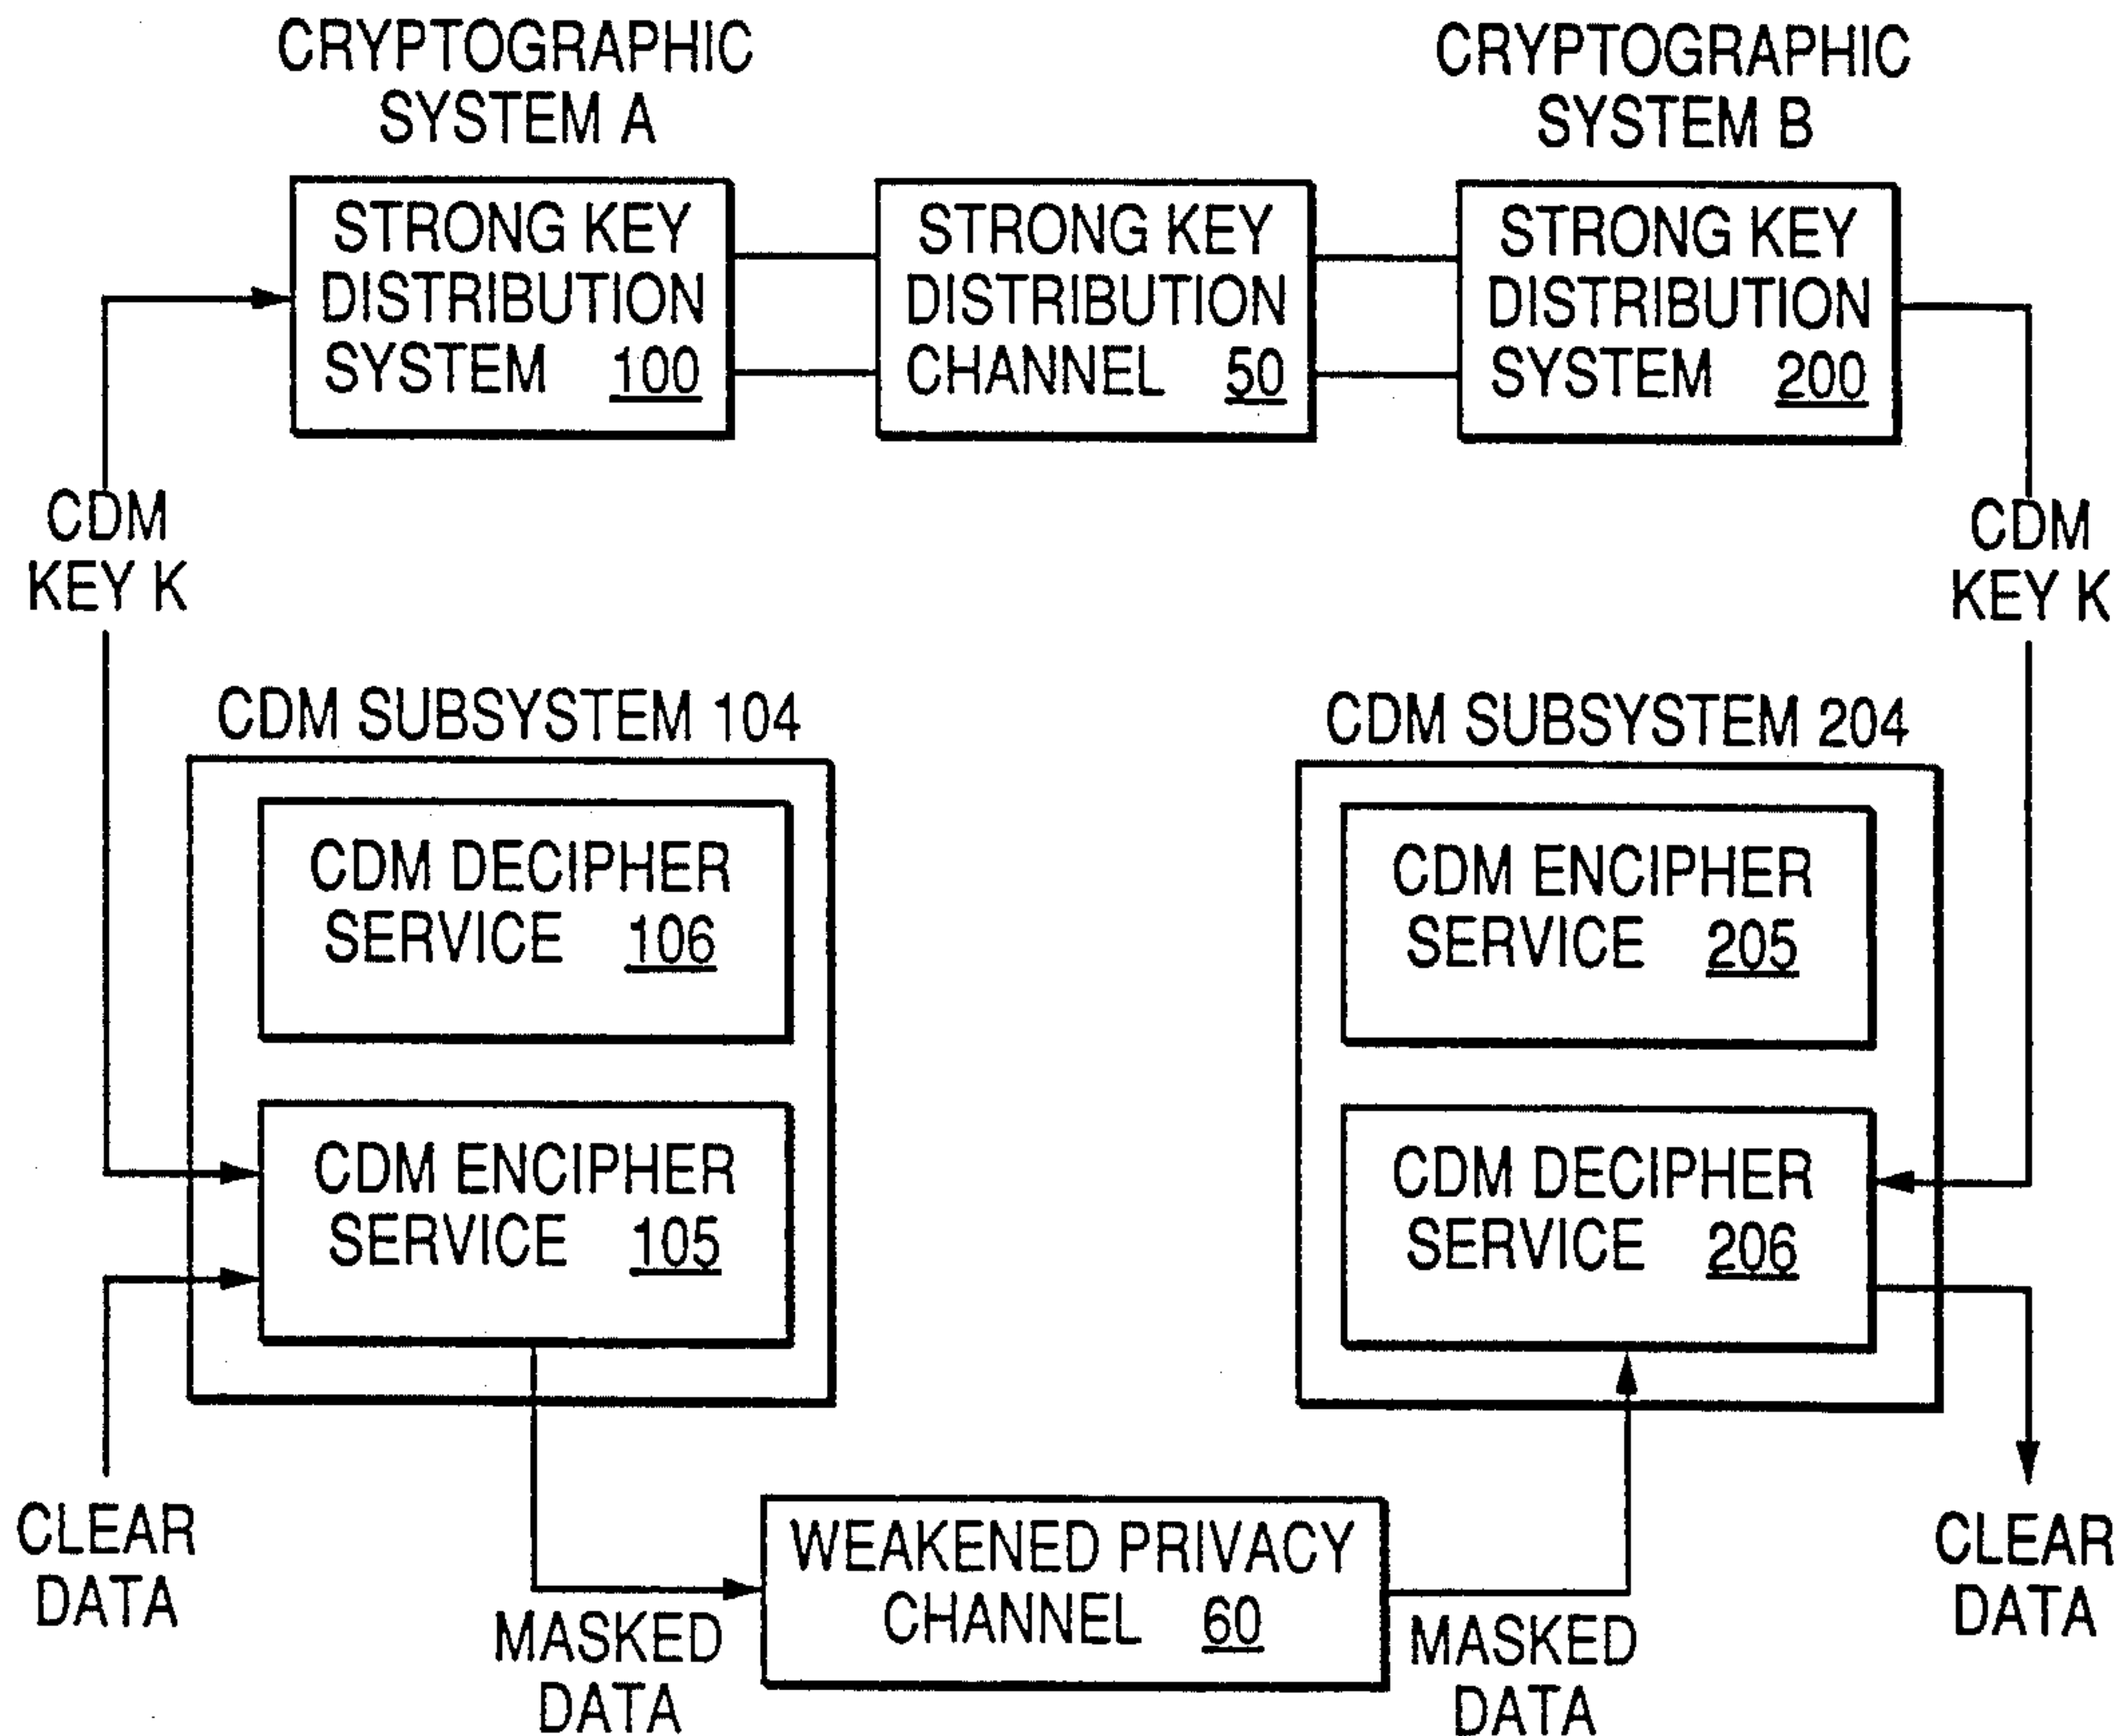 CRYPTOGRAPHIC
SYSTEM A
CRYPTOGRAPHIC
SYSTEM B
STRONG KEY
DISTRIBUTION
SYSTEM 100
STRONG KEY
DISTRIBUTION
CHANNEL 50
STRONG KEY
DISTRIBUTION
SYSTEM 200
CDM
KEY K
CDM
KEY K
CDM SUBSYSTEM 104
CDM DECIPHER
SERVICE 106
CDM ENCIPHER
SERVICE 105
CDM SUBSYSTEM 204
CDM ENCIPHER
SERVICE 205
CDM DECIPHER
SERVICE 206
CLEAR
DATA
MASKED
DATA
WEAKENED PRIVACY
CHANNEL 60
MASKED
DATA
CLEAR
DATA